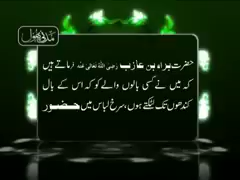 حضرت براء بن عازب رضی اللہ تعالیٰ عنہ فرماتے ہیں
کہ میں نے کسی بالوں والے کو کہ اس کے بال
کندھوں تک لٹکتے ہوں، سرخ لباس میں حضور